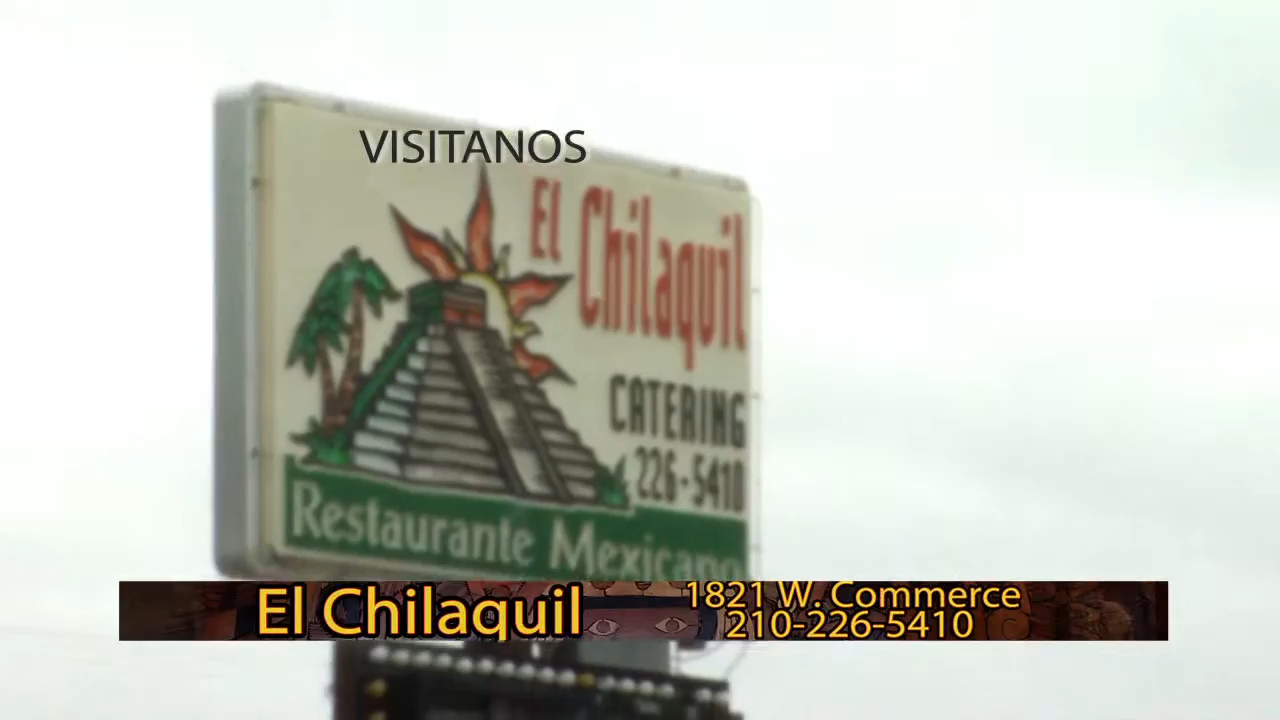 VISITANOS
El Chilaquil
CATERING
226-5410
Restaurante Mexicano
El Chilaquil
1821 W. Commerce
210-226-5410